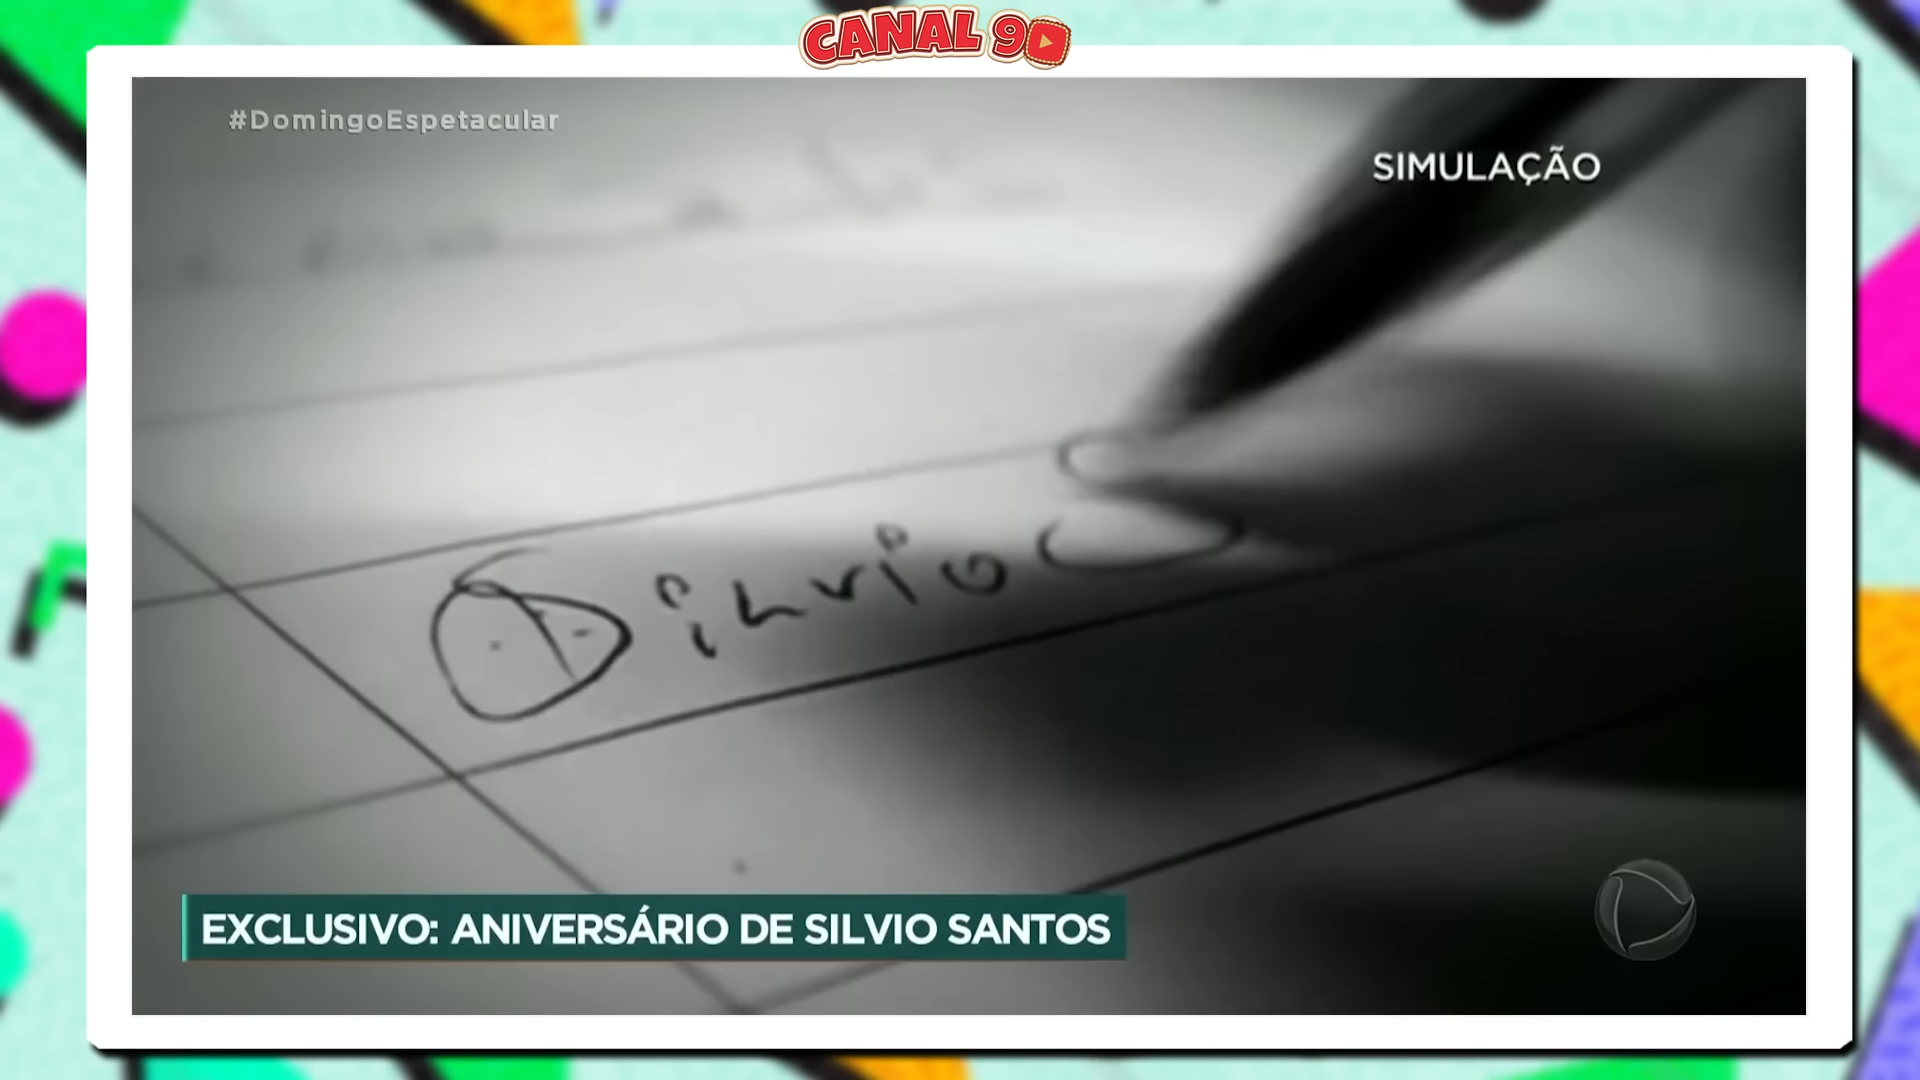 CANAL 90
#DomingoEspetacular
SIMULAÇÃO
Silvio
EXCLUSIVO: ANIVERSÁRIO DE SILVIO SANTOS